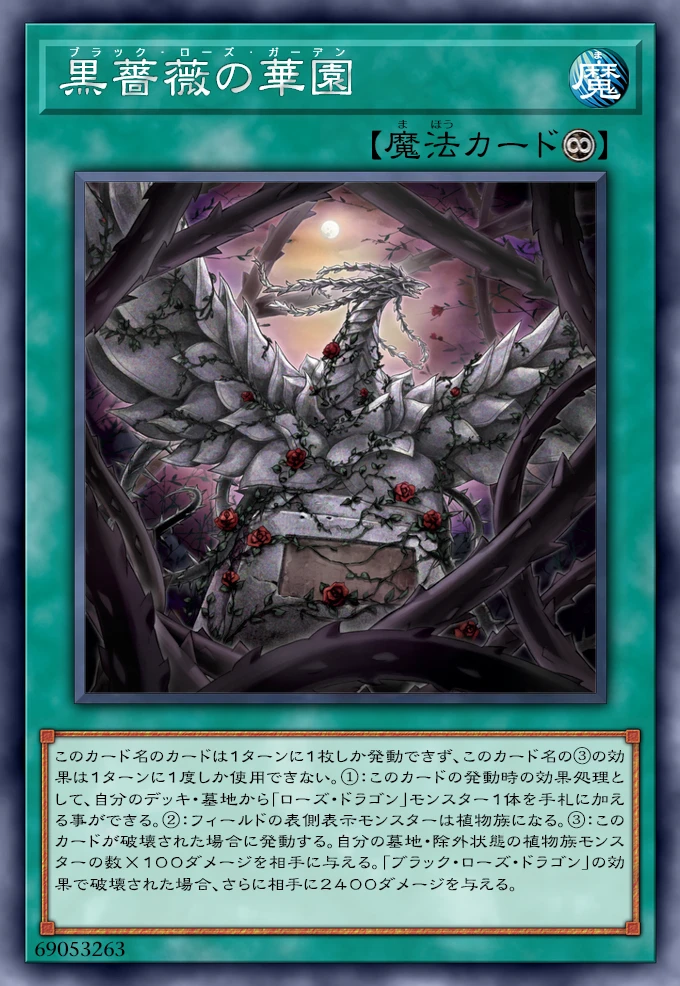 ブラック・ローズ・ガーデン
黒薔薇の華園
ま
魔
ま ほう
【魔法カード♾】
このカード名のカードは1ターンに1枚しか発動できず、このカード名の③の効
果は1ターンに1度しか使用できない。①:このカードの発動時の効果処理と
して、自分のデッキ・墓地から「ローズ・ドラゴン」モンスター1体を手札に加え
る事ができる。②:フィールドの表側表示モンスターは植物族になる。③:この
カードが破壊された場合に発動する。自分の墓地・除外状態の植物族モンス
ターの数×100ダメージを相手に与える。「ブラック・ローズ・ドラゴン」の効
果で破壊された場合、さらに相手に2400ダメージを与える。
69053263